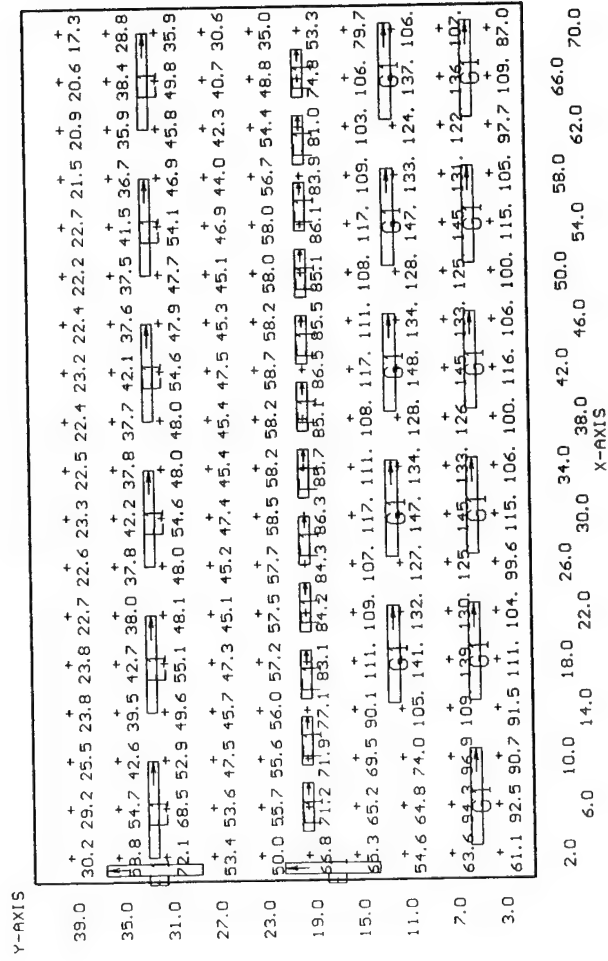 Y-AXIS
39.0 30.2 29.2 25.5 23.8 23.8 22.7 22.6 23.3 22.5 22.4 23.2 22.4 22.2 22.7 21.5 20.9 20.6 17.3
35.0 53.8 54.7 42.6 39.5 42.7 38.0 37.8 42.2 37.8 37.7 42.1 37.6 37.5 41.5 36.7 35.9 38.4 28.8
31.0 72.1 68.5 52.9 49.6 55.1 48.1 48.0 54.6 48.0 48.0 54.6 47.9 47.7 54.1 46.9 45.8 49.8 35.9
27.0 53.4 53.6 47.5 45.7 47.3 45.1 45.2 47.4 45.4 45.4 47.5 45.3 45.1 46.9 44.0 42.3 40.7 30.6
23.0 50.0 55.7 55.6 56.0 57.2 57.5 57.7 58.5 58.2 58.2 58.7 58.2 58.0 58.0 56.7 54.4 48.8 35.0
19.0 66.8 71.2 71.9 77.1 83.1 84.2 84.3 86.3 85.7 85.1 86.5 85.5 85.1 86.1 83.9 81.0 74.8 53.3
15.0 65.3 65.2 69.5 90.1 111. 109. 107. 117. 111. 108. 117. 111. 108. 117. 109. 103. 106. 79.7
G1 G1 G1 G1
11.0 54.6 64.8 74.0 105. 141. 132. 127. 147. 134. 128. 148. 134. 128. 147. 133. 124. 137. 106.
7.0 63.6 94.3 96.9 109. 139. 130. 125. 145. 133. 126. 145. 133. 125. 145. 131. 122. 136. 107.
G1 G1 G1 G1 G1 G1
3.0 61.1 92.5 90.7 91.5 111. 104. 99.6 115. 106. 100. 116. 106. 100. 115. 105. 97.7 109. 87.0
2.0 6.0 10.0 14.0 18.0 22.0 26.0 30.0 34.0 38.0 42.0 46.0 50.0 54.0 58.0 62.0 66.0 70.0
X-AXIS